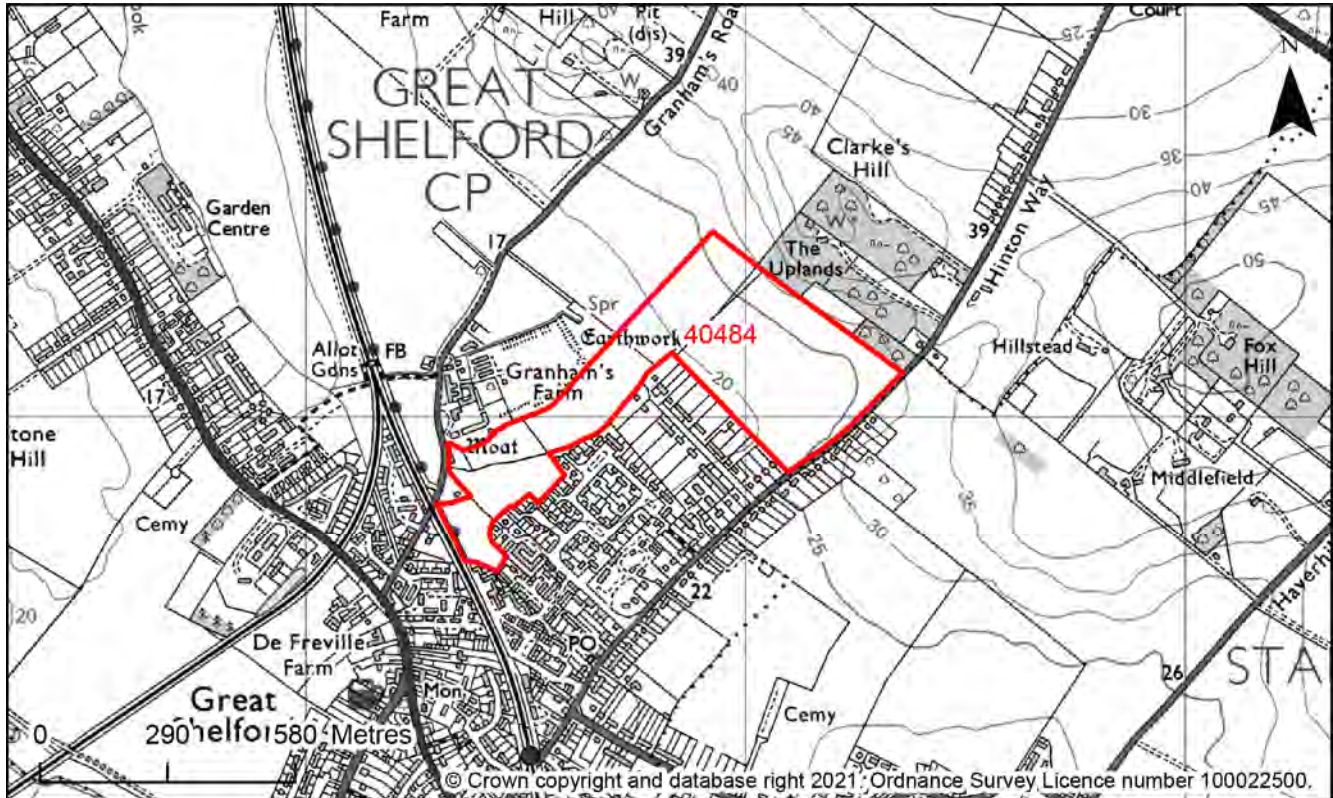 Farm
Hill
Pit
(dis)
Court
25
N
39
Granham's Road
40
30
GREAT
SHELFORD
CP
40
45
45
40
35
Clarke's
Hill
40
45
Garden
Centre
W
39
Hinton Way
50
17
The
Uplands
Spr
Earthwork
40484
Hillstead
Fox
Hill
Allot
Gdns
FB
Granham's
Farm
20
17
Moat
tone
Hill
Middlefield
Cemy
30
35
25
22
20
Haverhi
De Freville
Farm
PO
26
STA
Great
Shelford
Mon
Cemy
0 290 580 Metres
© Crown copyright and database right 2021; Ordnance Survey Licence number 100022500.